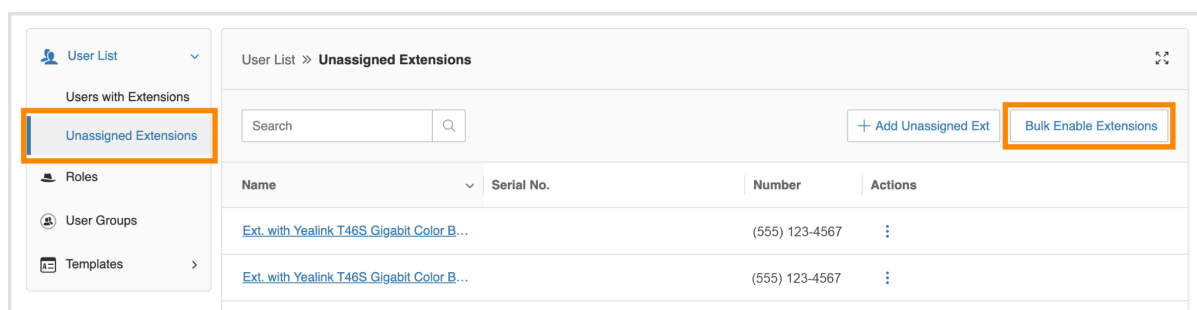 User List
Users with Extensions
Unassigned Extensions
Roles
User Groups
Templates
User List » Unassigned Extensions
Search
+ Add Unassigned Ext
Bulk Enable Extensions
Name Serial No. Number Actions
Ext. with Yealink T46S Gigabit Color B... (555) 123-4567
Ext. with Yealink T46S Gigabit Color B... (555) 123-4567